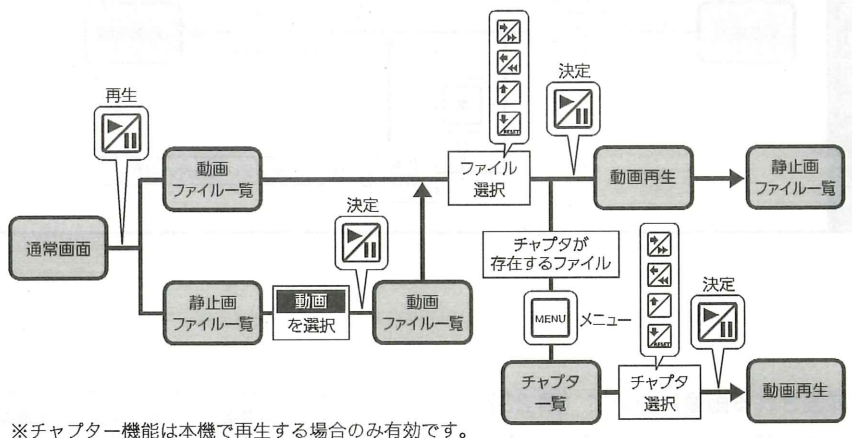 再生
決定
動画
ファイル一覧
ファイル
選択
動画再生
静止画
ファイル一覧
通常画面
決定
チャプタが
存在するファイル
静止画
ファイル一覧
動画
を選択
動画
ファイル一覧
MENU
メニュー
決定
チャプタ
一覧
チャプタ
選択
動画再生
RESET
RESET
※チャプター機能は本機で再生する場合のみ有効です。